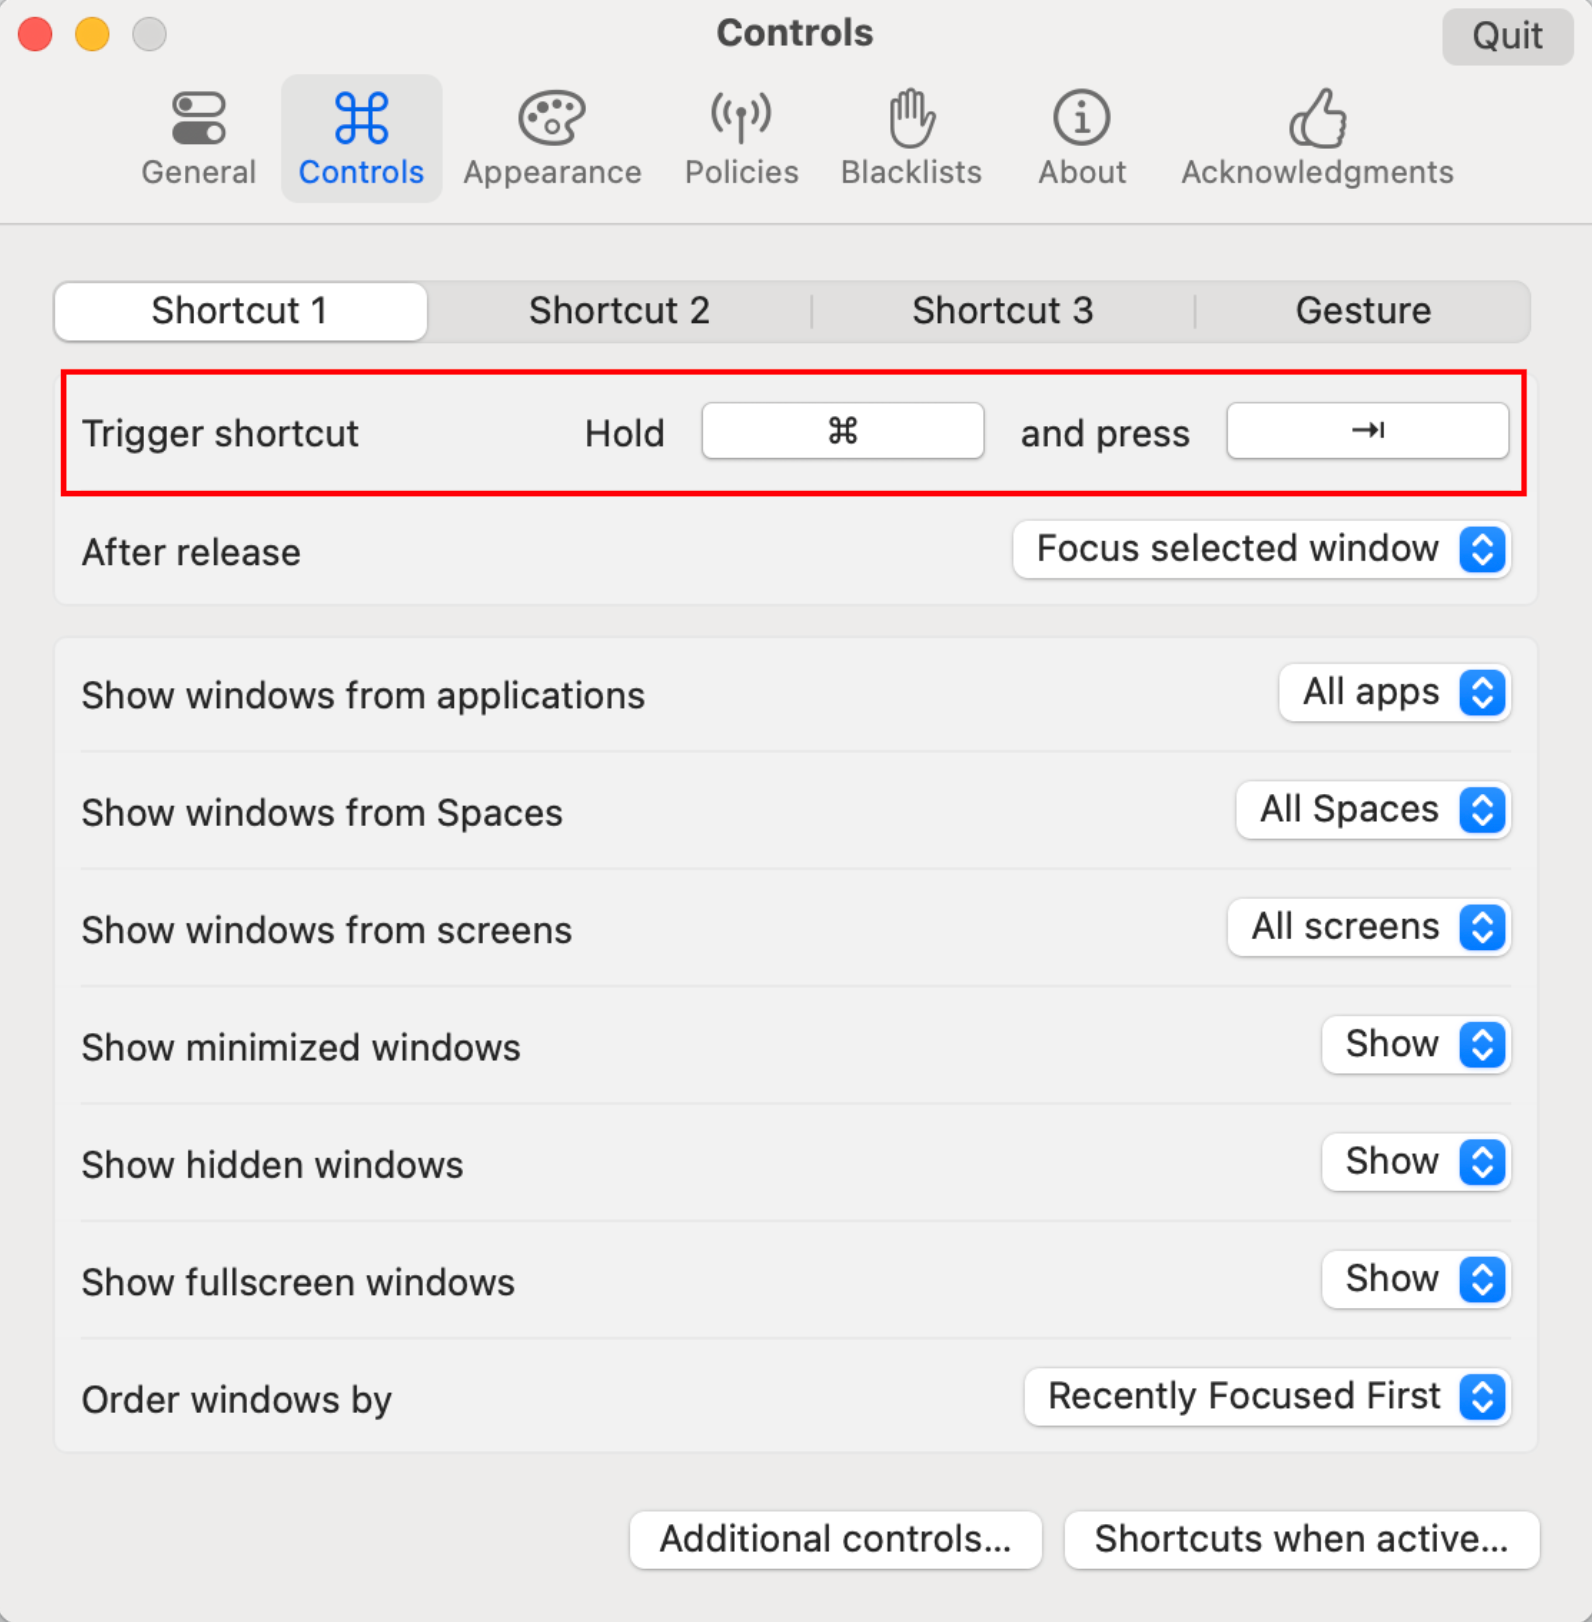 Controls
Quit
General Controls Appearance Policies Blacklists About Acknowledgments
Shortcut 1 Shortcut 2 Shortcut 3 Gesture
Trigger shortcut Hold ⌘ and press ⇥
After release Focus selected window
Show windows from applications All apps
Show windows from Spaces All Spaces
Show windows from screens All screens
Show minimized windows Show
Show hidden windows Show
Show fullscreen windows Show
Order windows by Recently Focused First
Additional controls... Shortcuts when active...